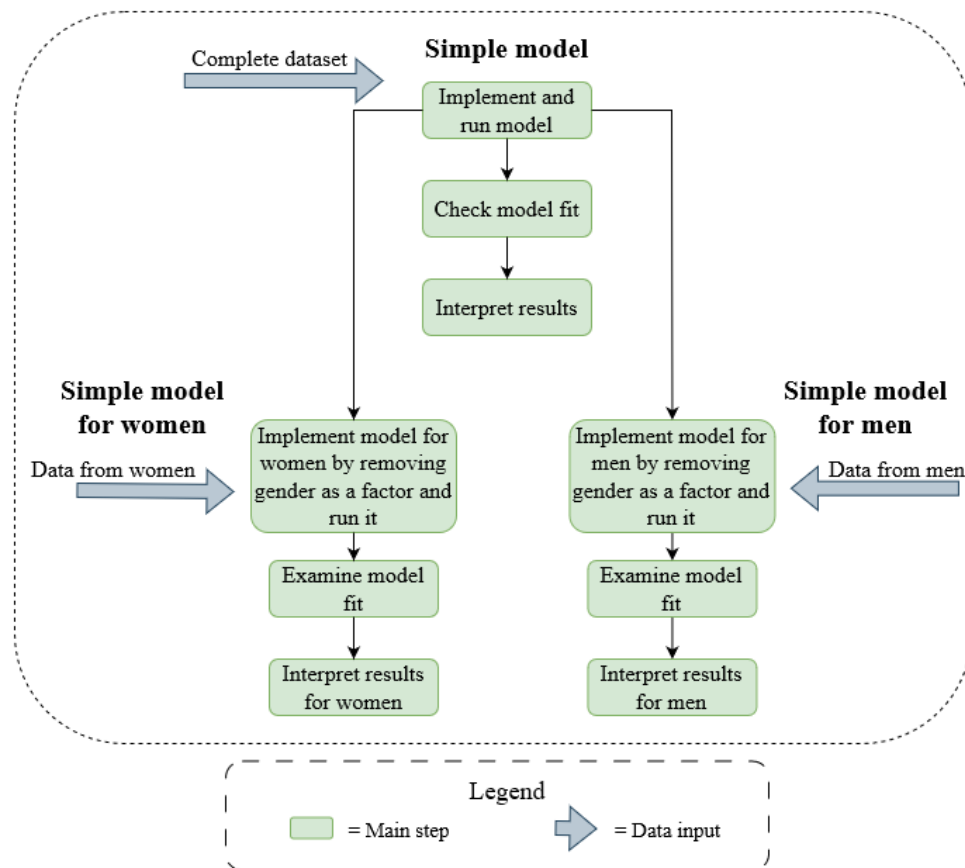 Simple model
Complete dataset
Implement and
run model
Check model fit
Interpret results
Simple model
for women
Data from women
Implement model for
women by removing
gender as a factor and
run it
Examine model
fit
Interpret results
for women
Simple model
for men
Data from men
Implement model for
men by removing
gender as a factor and
run it
Examine model
fit
Interpret results
for men
Legend
= Main step
= Data input